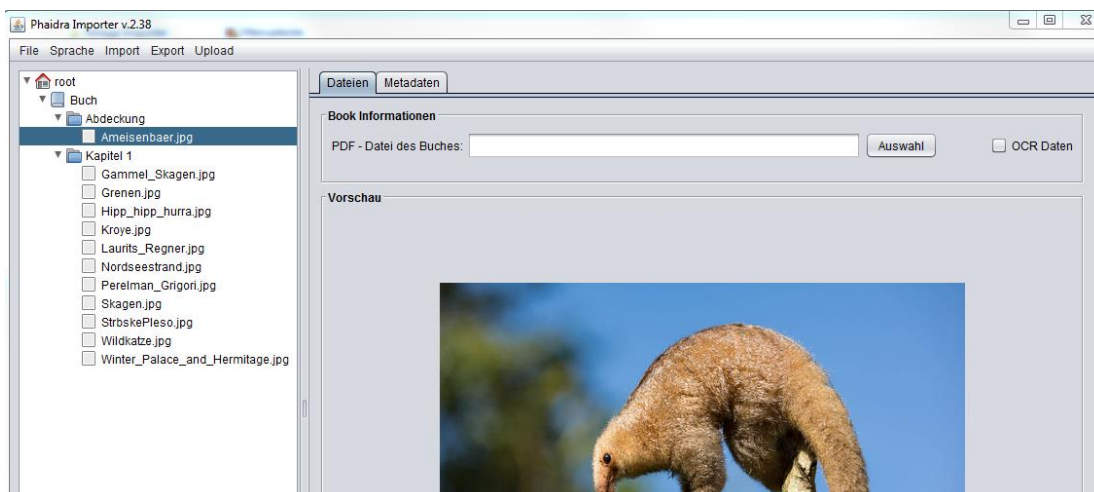 Phaidra Importer v.2.38
File Sprache Import Export Upload
root
Buch
Abdeckung
Ameisenbaer.jpg
Kapitel 1
Gammel_Skagen.jpg
Grenen.jpg
Hipp_hipp_hurra.jpg
Kroye.jpg
Laurits_Regner.jpg
Nordseestrand.jpg
Perelman_Grigori.jpg
Skagen.jpg
StrbskePleso.jpg
Wildkatze.jpg
Winter_Palace_and_Hermitage.jpg
Dateien Metadaten
Book Informationen
PDF - Datei des Buches: Auswahl OCR Daten
Vorschau